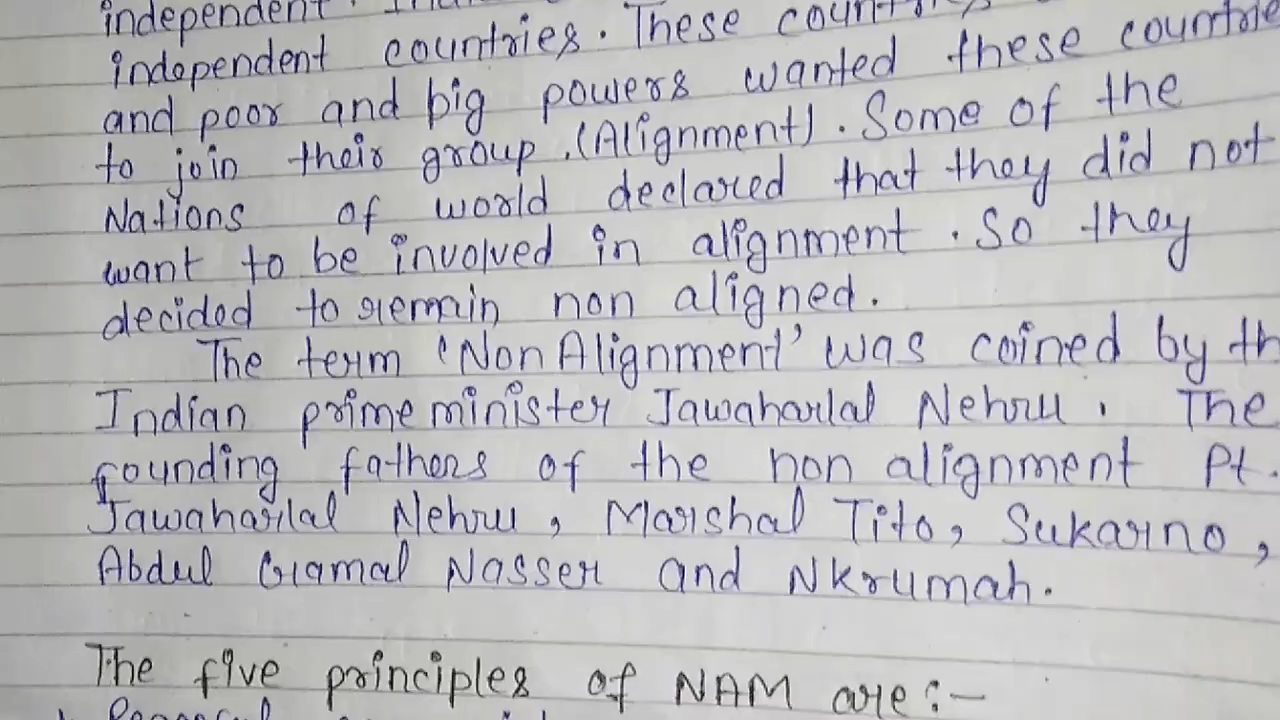 independent.
independent countries. These countries
and poor and big powers wanted these countrie
to join their group.(Alignment). Some of the
Nations of world declared that they did not
want to be involved in alignment. So they
decided to remain non aligned.
The term 'Non Alignment' was coined by th
Indian prime minister Jawaharlal Nehru. The
founding fathers of the non alignment Pt.
Jawaharlal Nehru, Marshal Tito, Sukarno,
Abdul Gamal Nasser and Nkrumah.
The five principles of NAM are:-